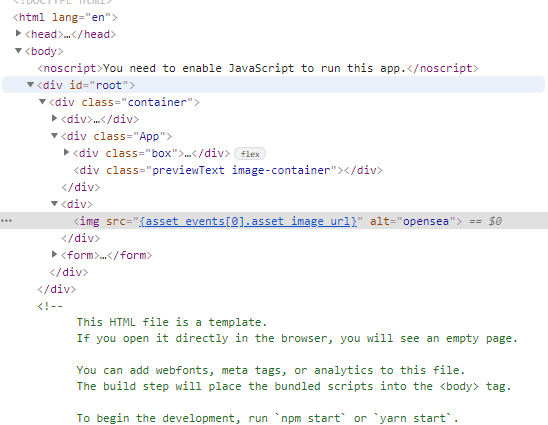 <!DOCTYPE html>
<html lang="en">
<head>…</head>
<body>
<noscript>You need to enable JavaScript to run this app.</noscript>
<div id="root">
<div class="container">
<div>…</div>
<div class="App">
<div class="box">…</div> flex
<div class="previewText image-container"></div>
</div>
<div>
… <img src="{asset_events[0].asset_image_url}" alt="opensea"> == $0
</div>
<form>…</form>
</div>
</div>
<!--
This HTML file is a template.
If you open it directly in the browser, you will see an empty page.
You can add webfonts, meta tags, or analytics to this file.
The build step will place the bundled scripts into the <body> tag.
To begin the development, run `npm start` or `yarn start`.